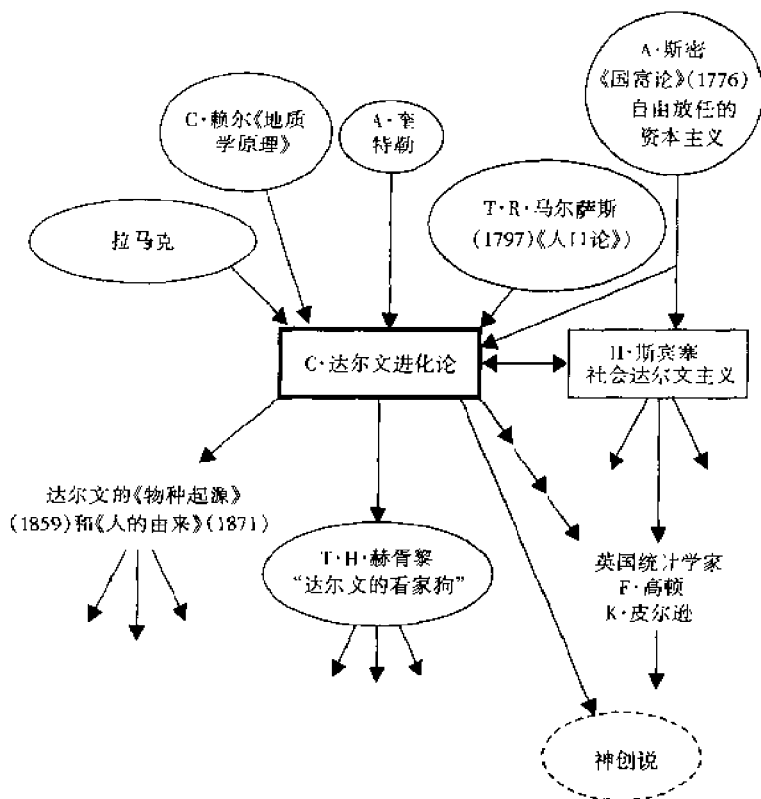 A·斯密
《国富论》(1776)
自由放任的
资本主义
C·赖尔《地质
学原理》
A·奎
特勒
T·R·马尔萨斯
(1797)《人口论》)
拉马克
C·达尔文进化论
H·斯宾塞
社会达尔文主义
达尔文的《物种起源》
(1859)和《人的由来》(1871)
T·H·赫胥黎
“达尔文的看家狗”
英国统计学家
F·高顿
K·皮尔逊
神创说